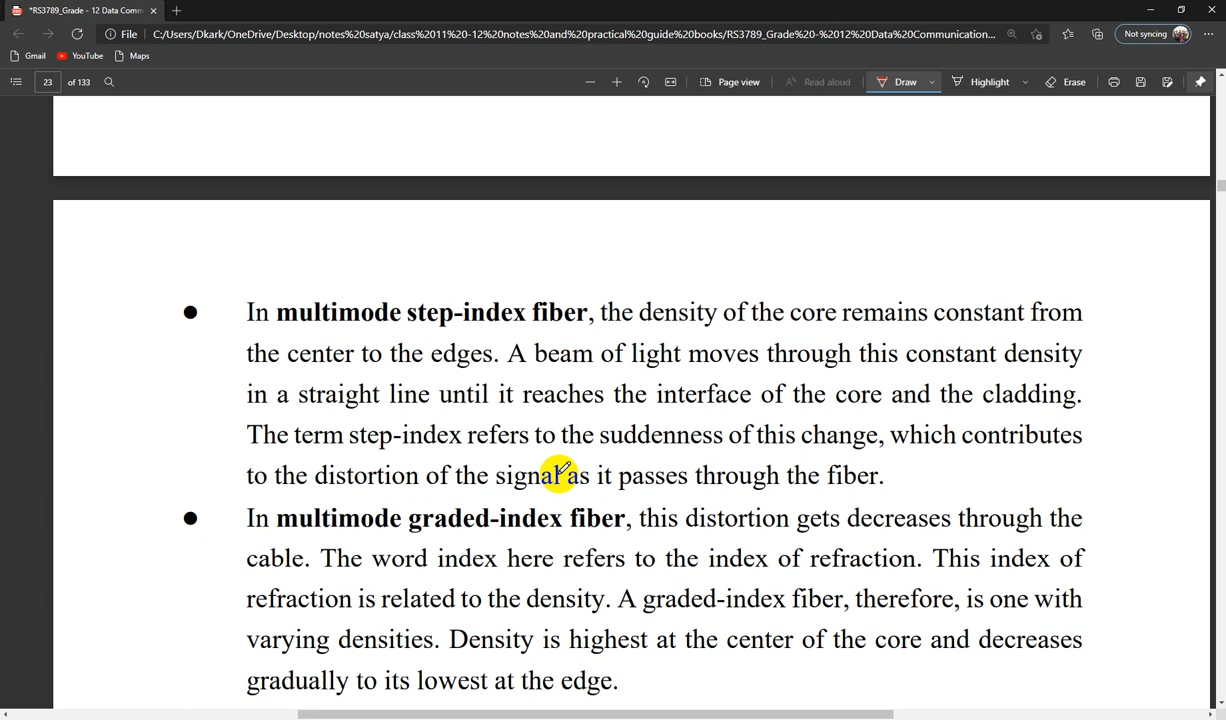 *RS3789_Grade - 12 Data Comm
File
C:/Users/Dkark/OneDrive/Desktop/notes%20satya/class%2011%20-12%20notes%20and%20practical%20guide%20books/RS3789_Grade%20-%2012%20Data%20Communication...
Not syncing
Gmail YouTube Maps
23 of 133
Page view
Read aloud
Draw
Highlight
Erase
● In multimode step-index fiber, the density of the core remains constant from
the center to the edges. A beam of light moves through this constant density
in a straight line until it reaches the interface of the core and the cladding.
The term step-index refers to the suddenness of this change, which contributes
to the distortion of the signal as it passes through the fiber.
● In multimode graded-index fiber, this distortion gets decreases through the
cable. The word index here refers to the index of refraction. This index of
refraction is related to the density. A graded-index fiber, therefore, is one with
varying densities. Density is highest at the center of the core and decreases
gradually to its lowest at the edge.